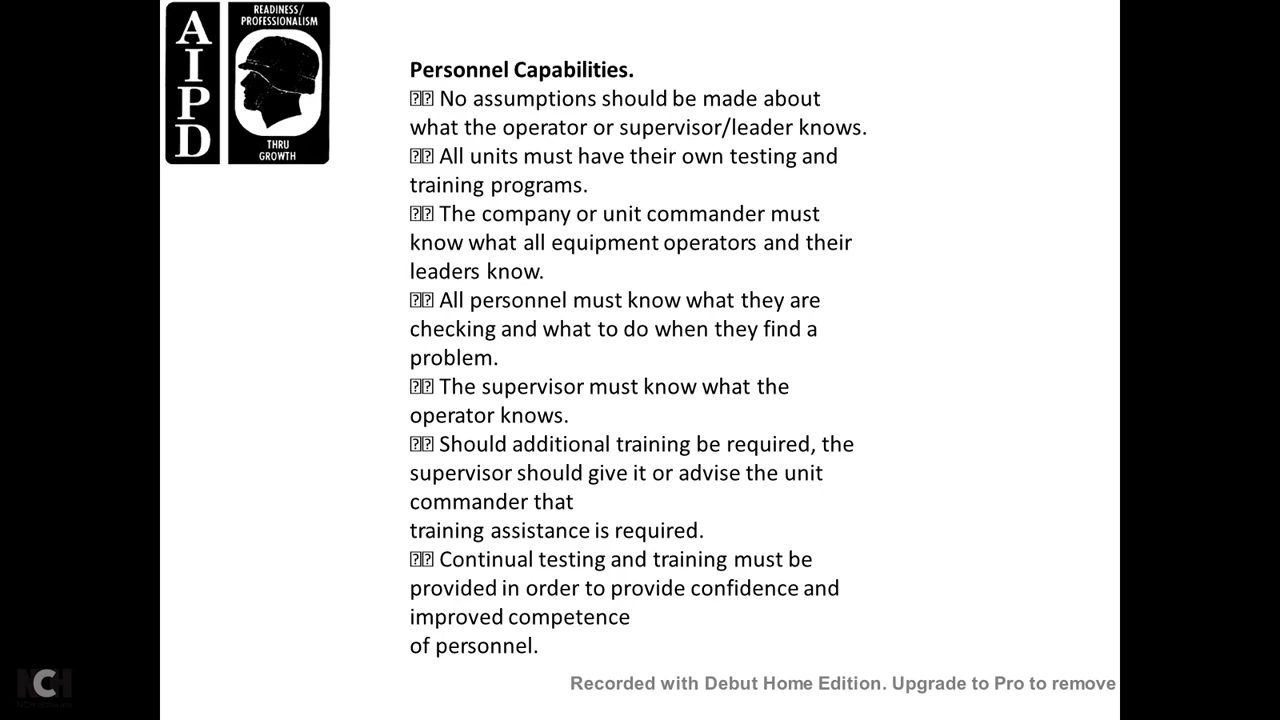 AIPD
READINESS/
PROFESSIONALISM
THRU
GROWTH
Personnel Capabilities.
⍰⍰ No assumptions should be made about
what the operator or supervisor/leader knows.
⍰⍰ All units must have their own testing and
training programs.
⍰⍰ The company or unit commander must
know what all equipment operators and their
leaders know.
⍰⍰ All personnel must know what they are
checking and what to do when they find a
problem.
⍰⍰ The supervisor must know what the
operator knows.
⍰⍰ Should additional training be required, the
supervisor should give it or advise the unit
commander that
training assistance is required.
⍰⍰ Continual testing and training must be
provided in order to provide confidence and
improved competence
of personnel.
NCH
Recorded with Debut Home Edition. Upgrade to Pro to remove